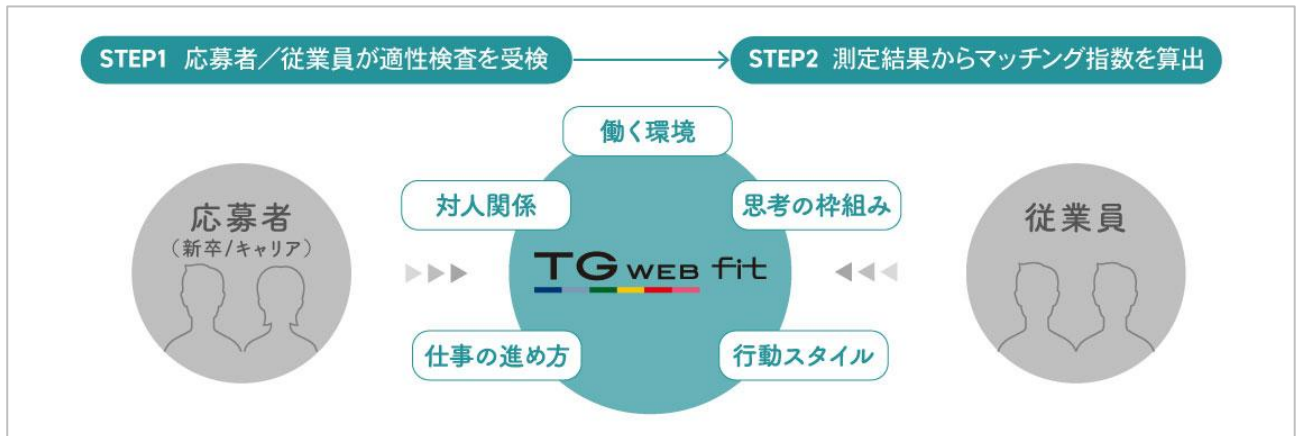 STEP1 応募者／従業員が適性検査を受検
STEP2 測定結果からマッチング指数を算出
働く環境
対人関係
思考の枠組み
応募者
（新卒/キャリア）
TG WEB fit
従業員
仕事の進め方
行動スタイル